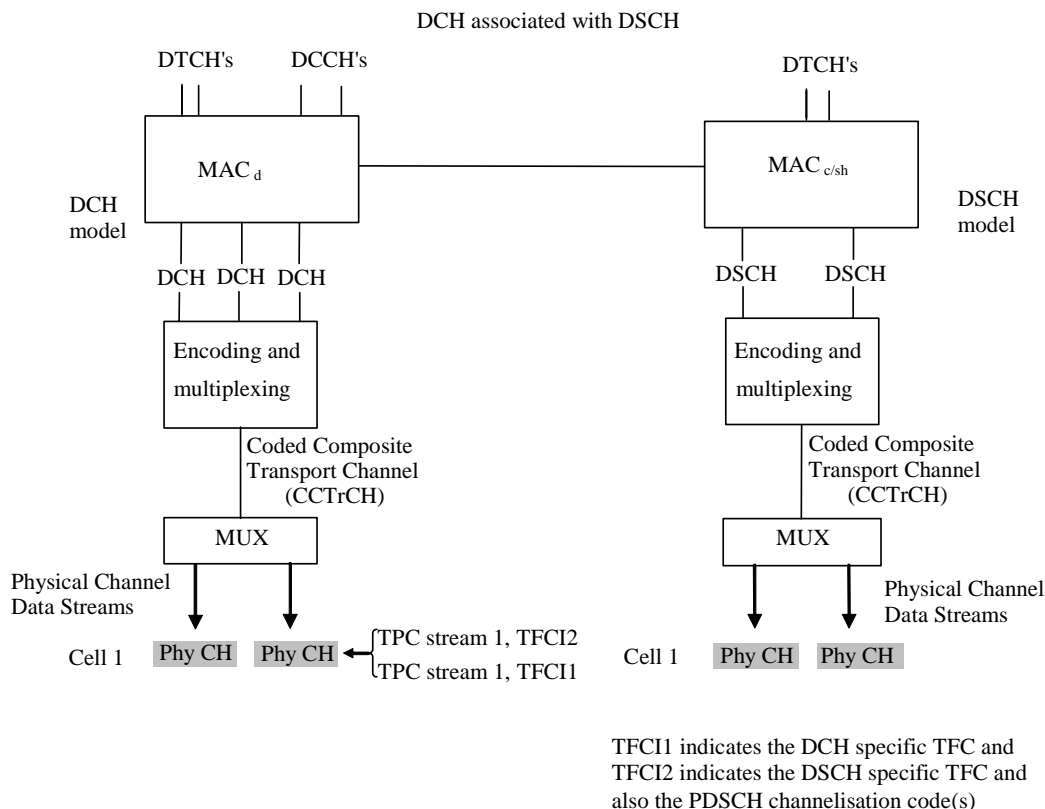 DCH associated with DSCH
DTCH's
DCCH's
DTCH's
MAC d
MAC c/sh
DCH
model
DSCH
model
DCH
DCH
DCH
DSCH
DSCH
Encoding and
multiplexing
Encoding and
multiplexing
Coded Composite
Transport Channel
(CCTrCH)
Coded Composite
Transport Channel
(CCTrCH)
MUX
MUX
Physical Channel
Data Streams
Physical Channel
Data Streams
Cell 1
Phy CH
Phy CH
TPC stream 1, TFCI2
TPC stream 1, TFCI1
Cell 1
Phy CH
Phy CH
TFCI1 indicates the DCH specific TFC and
TFCI2 indicates the DSCH specific TFC and
also the PDSCH channelisation code(s)